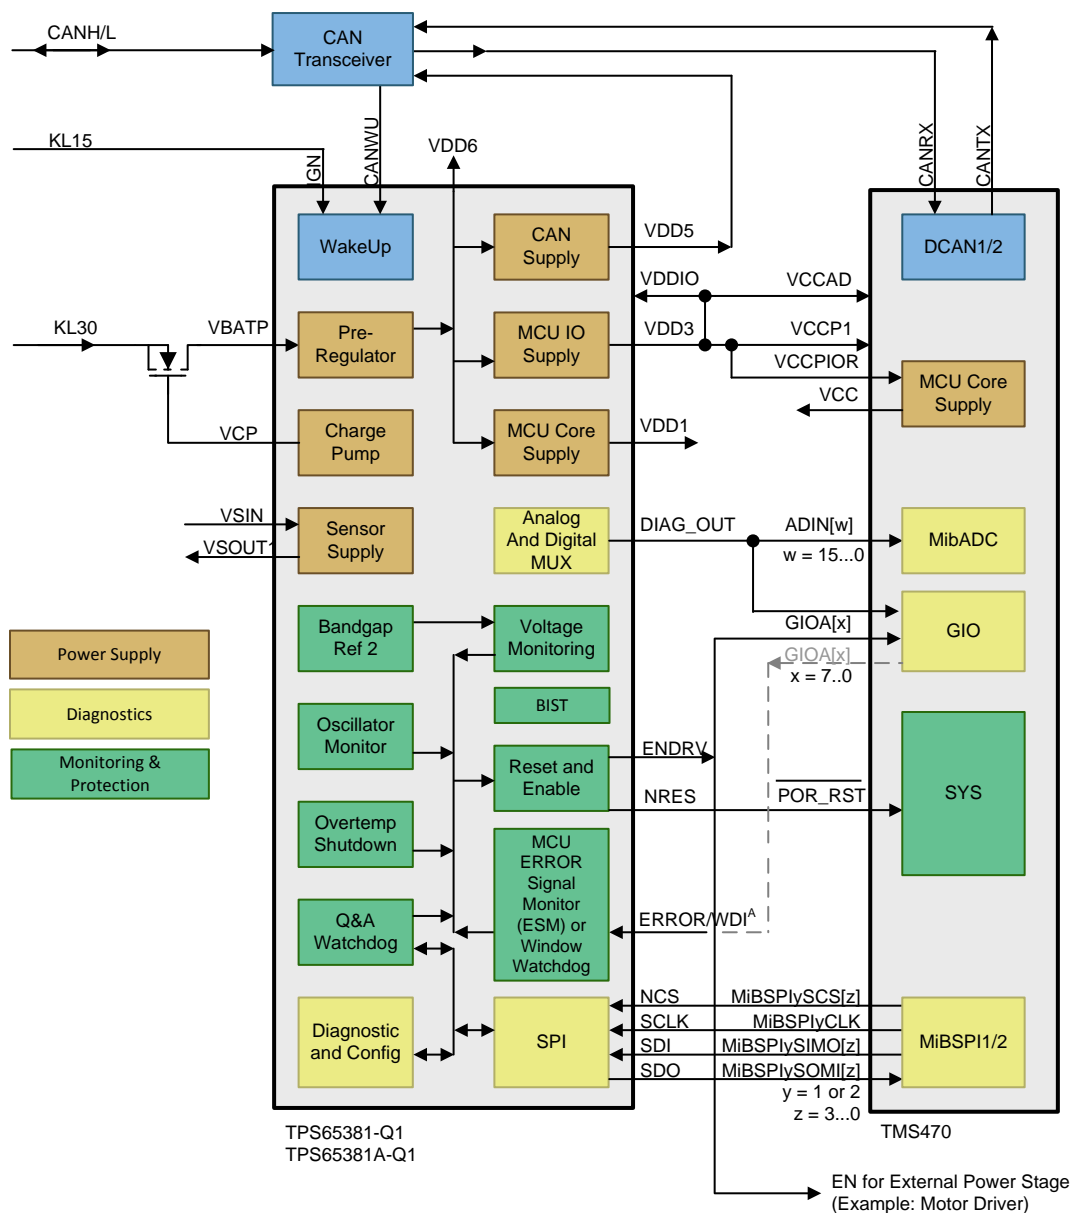 CANH/L
CAN
Transceiver
KL15
IGN
CANWU
VDD6
CANRX
CANTX
WakeUp
CAN
Supply
VDD5
DCAN1/2
VDDIO
VCCAD
KL30
VBATP
Pre-
Regulator
MCU IO
Supply
VDD3
VCCP1
VCCPIOR
VCC
MCU Core
Supply
VCP
Charge
Pump
MCU Core
Supply
VDD1
VSIN
VSOUT1
Sensor
Supply
Analog
And Digital
MUX
DIAG_OUT
ADIN[w]
w = 15...0
MibADC
Bandgap
Ref 2
Voltage
Monitoring
GIOA[x]
GIOA[x]
x = 7..0
GIO
Power Supply
Diagnostics
Monitoring &
Protection
BIST
Oscillator
Monitor
Reset and
Enable
ENDRV
NRES
POR_RST
SYS
Overtemp
Shutdown
MCU
ERROR
Signal
Monitor
(ESM) or
Window
Watchdog
Q&A
Watchdog
ERROR/WDIᴬ
Diagnostic
and Config
SPI
NCS
MiBSPIySCS[z]
SCLK
MiBSPIyCLK
SDI
MiBSPIySIMO[z]
SDO
MiBSPIySOMI[z]
y = 1 or 2
z = 3...0
MiBSPI1/2
TPS65381-Q1
TPS65381A-Q1
TMS470
EN for External Power Stage
(Example: Motor Driver)